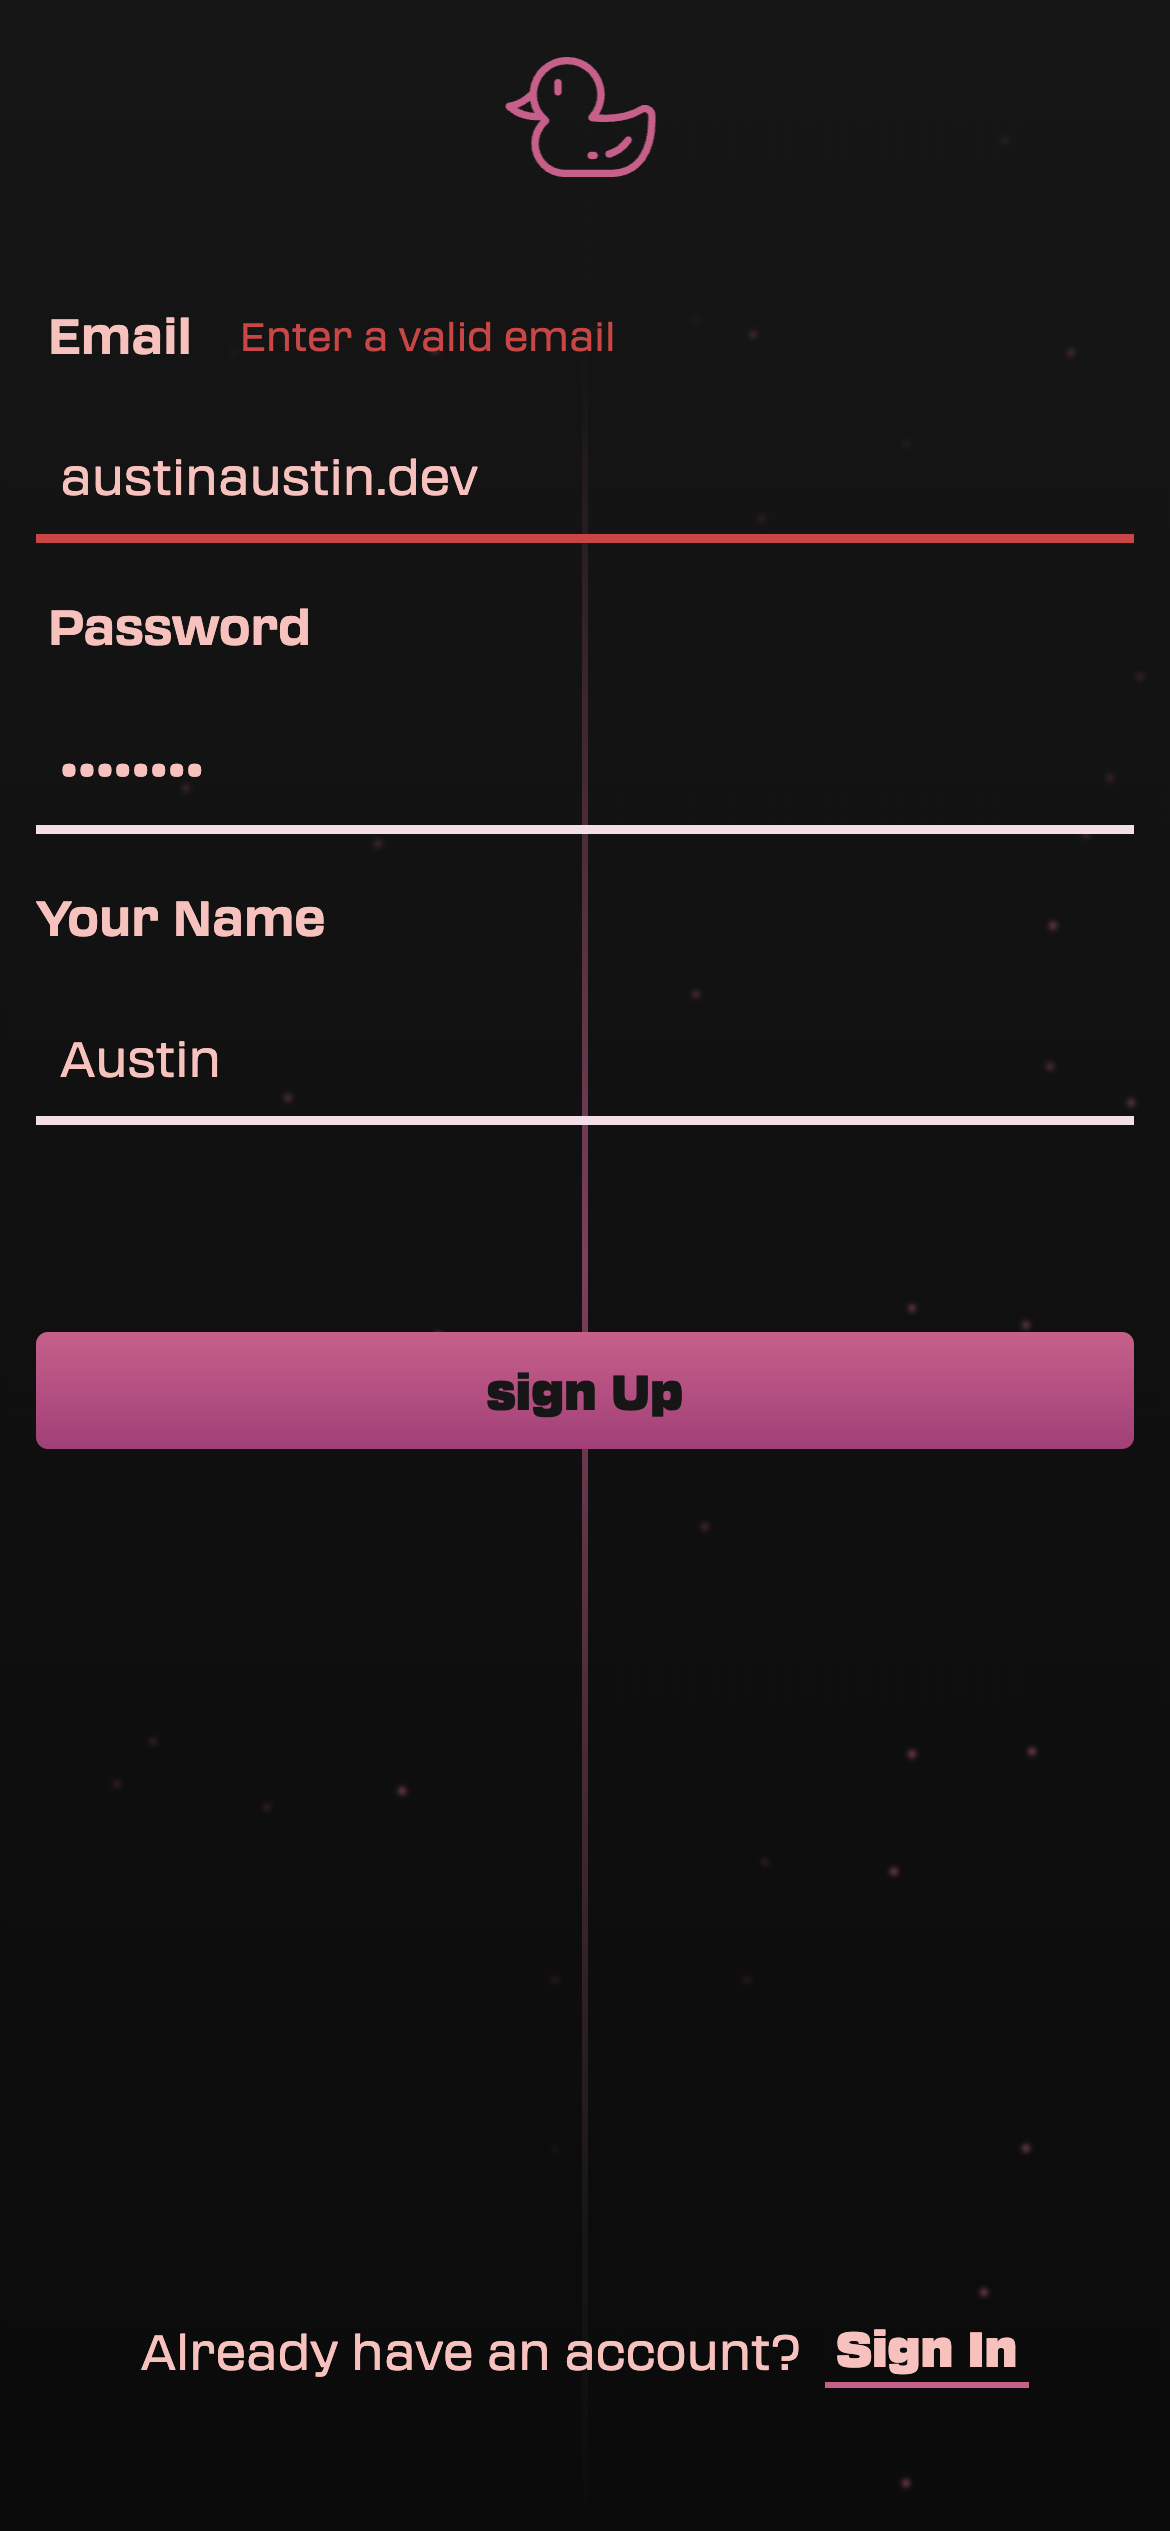 Email Enter a valid email
austinaustin.dev
Password
••••••••
Your Name
Austin
sign Up
Already have an account? Sign In